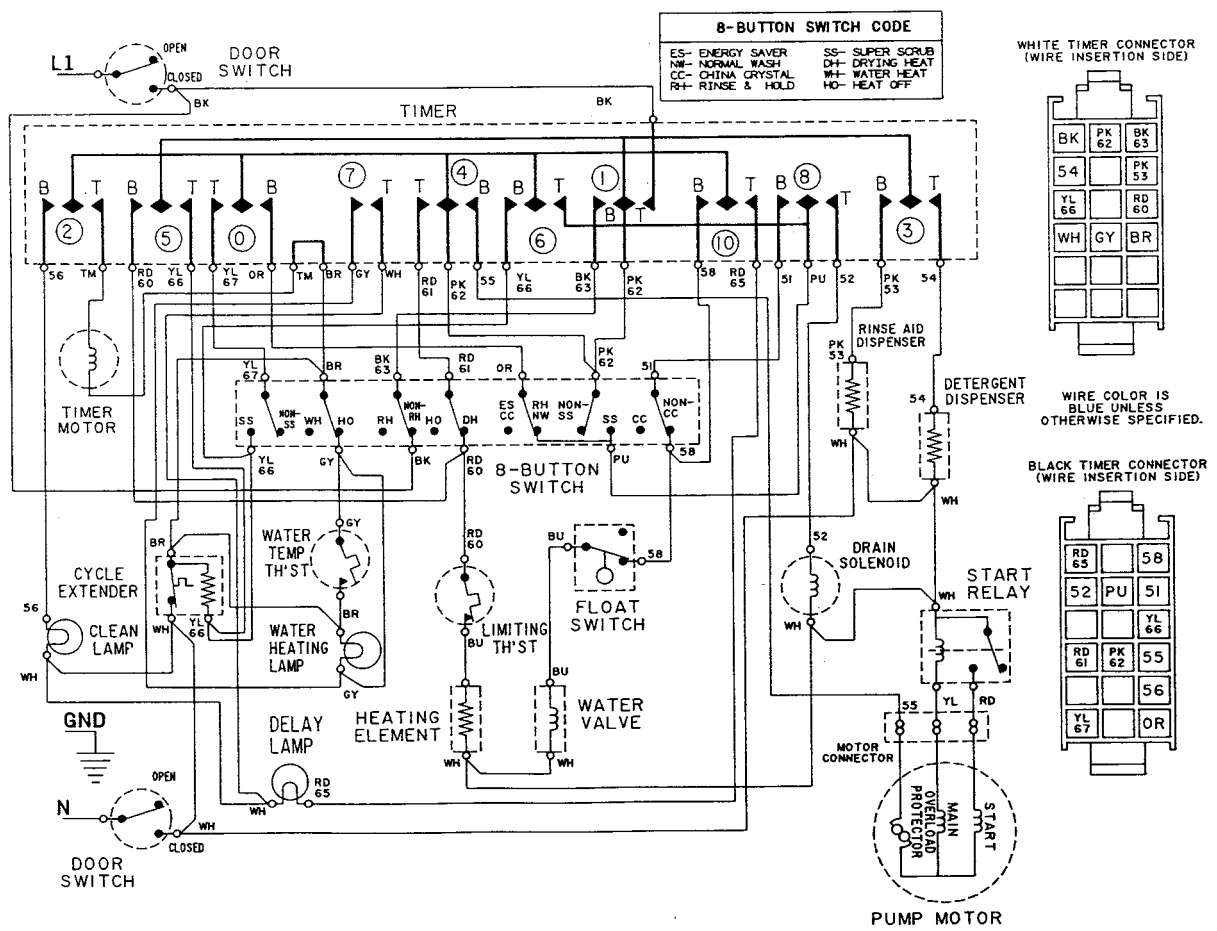 8-BUTTON SWITCH CODE
ES- ENERGY SAVER SS- SUPER SCRUB
NW- NORMAL WASH DH- DRYING HEAT
CC- CHINA CRYSTAL WH- WATER HEAT
RH- RINSE & HOLD HO- HEAT OFF
WHITE TIMER CONNECTOR
(WIRE INSERTION SIDE)
BK PK 62 BK 63
54 PK 53
YL 66 RD 60
WH GY BR
WIRE COLOR IS
BLUE UNLESS
OTHERWISE SPECIFIED.
BLACK TIMER CONNECTOR
(WIRE INSERTION SIDE)
RD 65 58
52 PU 51
YL 66
RD 61 PK 62 55
56
YL 67 OR
L1
OPEN
DOOR
SWITCH
CLOSED
BK
BK
TIMER
7 4 1 8
B T B T T B T T B B B T B B T B T
2 5 0 6 10 3
56 TM RD 60 YL 66 YL 67 OR TM BR GY WH RD 61 PK 62 55 YL 66 BK 63 PK 62 58 RD 65 51 PU 52 PK 53 54
TIMER
MOTOR
YL 67 BR BK 63 RD 61 OR PK 62 51
SS NON-SS WH HO RH NON-RH HO DH ES CC RH NW NON-SS SS CC NON-CC
YL 66 GY BK RD 60 PU 58
8-BUTTON
SWITCH
PK 53
RINSE AID
DISPENSER
WH
54
DETERGENT
DISPENSER
WH
BR
CYCLE
EXTENDER
WH
YL 66
56
CLEAN
LAMP
WH
GY
WATER
TEMP
TH'ST
BR
WATER
HEATING
LAMP
GY
RD 60
LIMITING
TH'ST
BU
BU
58
FLOAT
SWITCH
BU
52
DRAIN
SOLENOID
WH
WH
START
RELAY
HEATING
ELEMENT
WH
WATER
VALVE
WH
GND
DELAY
LAMP
WH
RD 65
N
OPEN
CLOSED
WH
DOOR
SWITCH
55 YL RD
MOTOR
CONNECTOR
OVERLOAD
PROTECTOR
MAIN
START
PUMP MOTOR